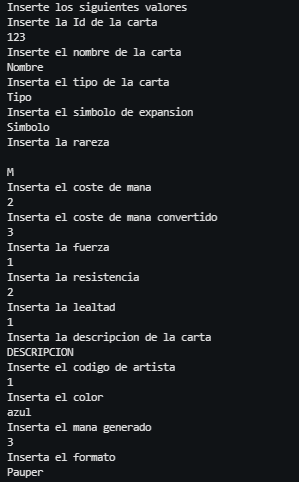 Inserte los siguientes valores
Inserte la Id de la carta
123
Inserte el nombre de la carta
Nombre
Inserta el tipo de la carta
Tipo
Inserta el simbolo de expansion
Simbolo
Inserta la rareza
M
Inserta el coste de mana
2
Inserta el coste de mana convertido
3
Inserta la fuerza
1
Inserta la resistencia
2
Inserta la lealtad
1
Inserta la descripcion de la carta
DESCRIPCION
Inserte el codigo de artista
1
Inserta el color
azul
Inserta el mana generado
3
Inserta el formato
Pauper